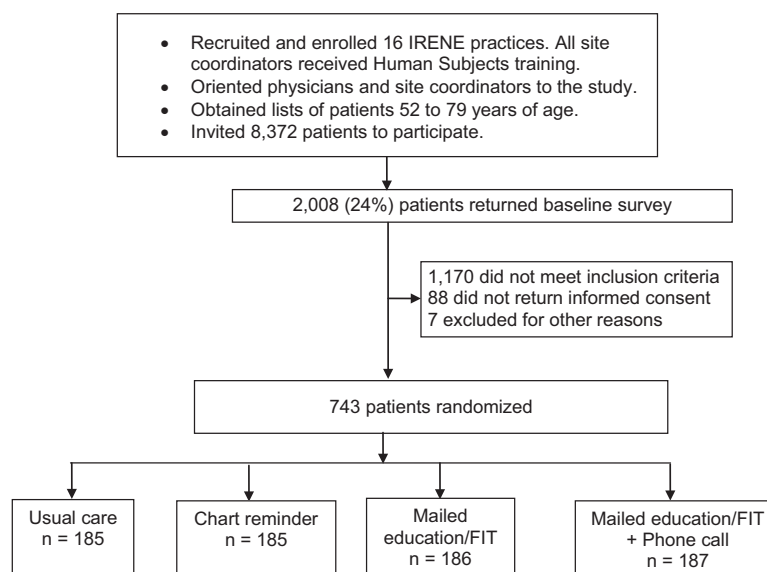 • Recruited and enrolled 16 IRENE practices. All site
coordinators received Human Subjects training.
• Oriented physicians and site coordinators to the study.
• Obtained lists of patients 52 to 79 years of age.
• Invited 8,372 patients to participate.
2,008 (24%) patients returned baseline survey
1,170 did not meet inclusion criteria
88 did not return informed consent
7 excluded for other reasons
743 patients randomized
Usual care
n = 185
Chart reminder
n = 185
Mailed
education/FIT
n = 186
Mailed education/FIT
+ Phone call
n = 187